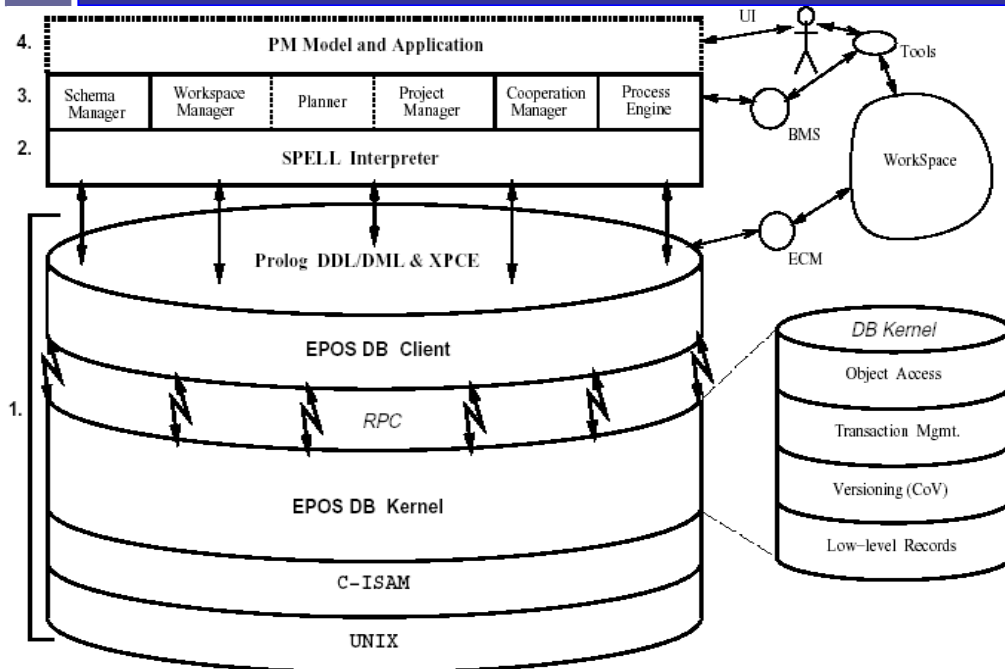 4.
PM Model and Application
UI
Tools
3.
Schema
Manager
Workspace
Manager
Planner
Project
Manager
Cooperation
Manager
Process
Engine
BMS
WorkSpace
2.
SPELL Interpreter
ECM
1.
Prolog DDL/DML & XPCE
EPOS DB Client
RPC
EPOS DB Kernel
C-ISAM
UNIX
DB Kernel
Object Access
Transaction Mgmt.
Versioning (CoV)
Low-level Records